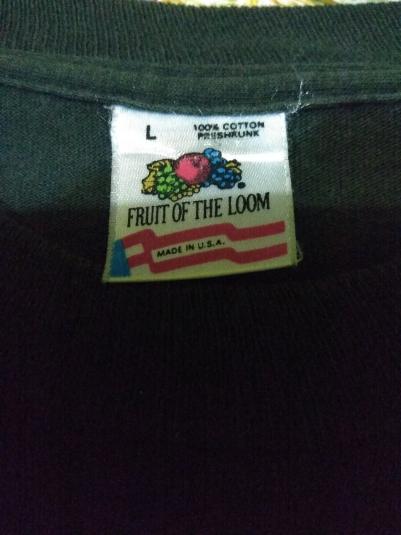 L
100% COTTON
PRESHRUNK
FRUIT OF THE LOOM
MADE IN U.S.A.